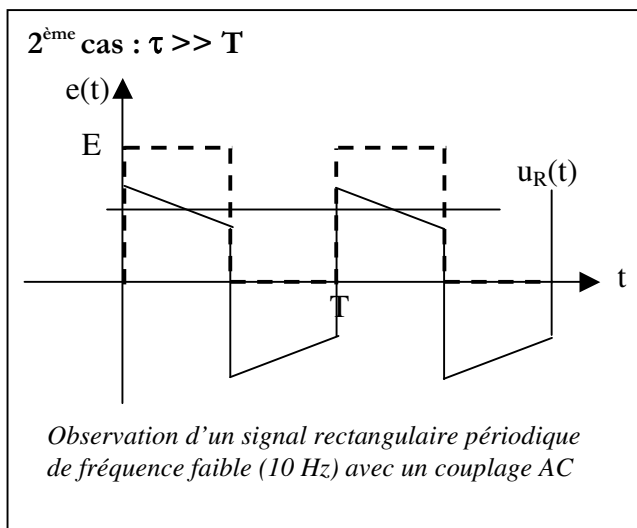 2ème cas : τ >> T
e(t)
E
uR(t)
t
T
Observation d'un signal rectangulaire périodique
de fréquence faible (10 Hz) avec un couplage AC